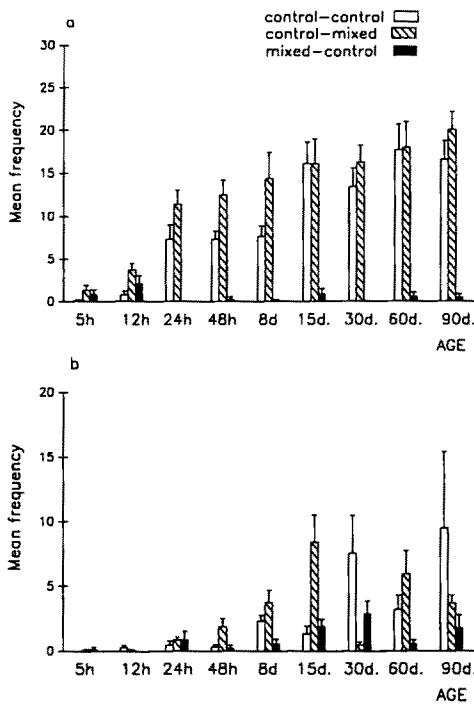 control-control
control-mixed
mixed-control
a
30
25
20
15
10
5
0
Mean frequency
5h 12h 24h 48h 8d 15d. 30d. 60d. 90d.
AGE
b
20
15
10
5
0
Mean frequency
5h 12h 24h 48h 8d 15d. 30d. 60d. 90d.
AGE